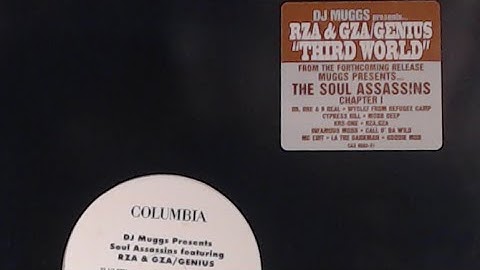 DJ MUGGS presents...
RZA & GZA/GENIUS
"THIRD WORLD"
FROM THE FORTHCOMING RELEASE
MUGGS PRESENTS...
THE SOUL ASSASSINS
CHAPTER I
DR. DRE & B REAL • WYCLEF FROM REFUGEE CAMP
CYPRESS HILL • MOBB DEEP
KRS-ONE • RZA, GZA
INFAMOUS MOBB • CALL O' DA WILD
MC EIHT • LA THE DARKMAN • GOODIE MOB
COLUMBIA
DJ Muggs Presents
Soul Assassins featuring
RZA & GZA/GENIUS